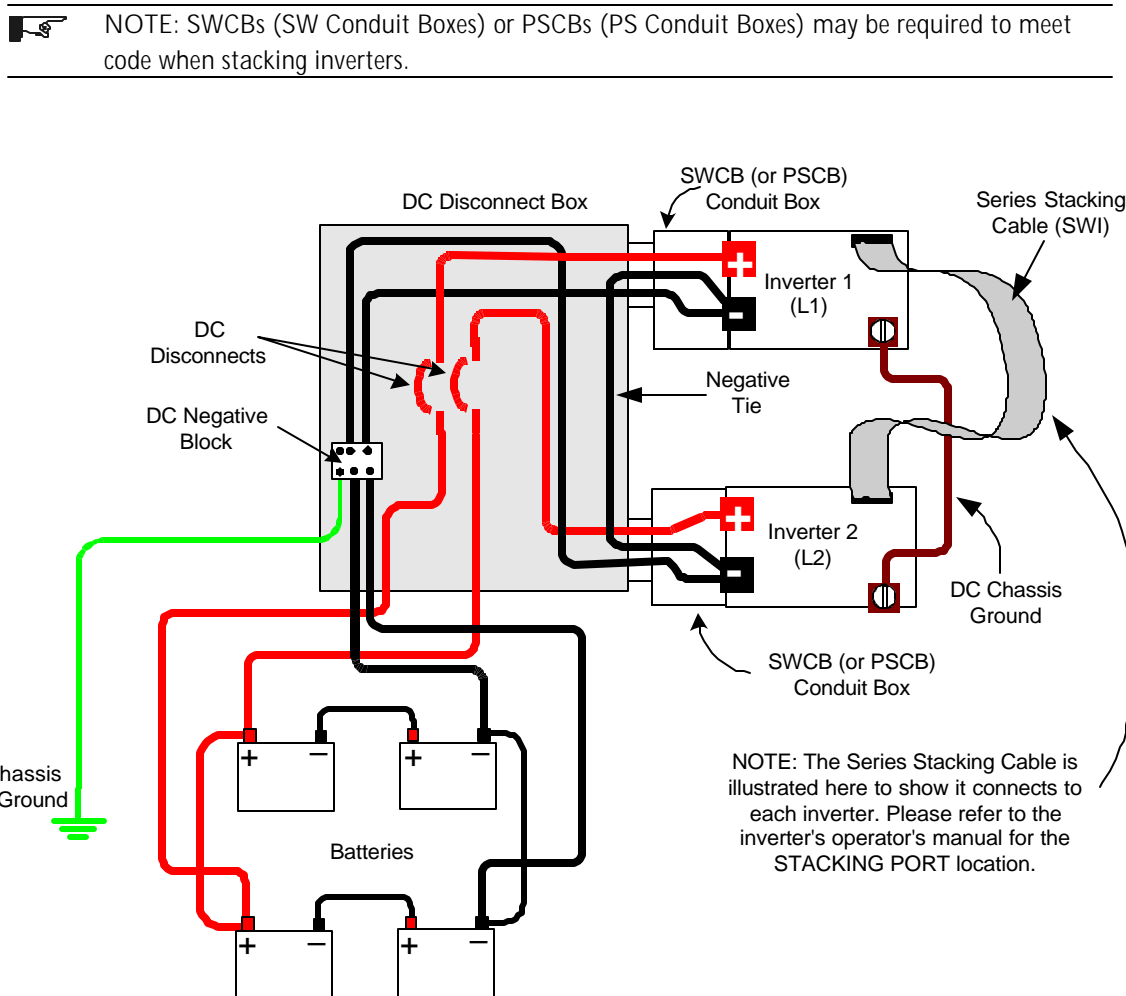 NOTE: SWCBs (SW Conduit Boxes) or PSCBs (PS Conduit Boxes) may be required to meet
code when stacking inverters.
SWCB (or PSCB)
Conduit Box
DC Disconnect Box
Series Stacking
Cable (SWI)
+
Inverter 1
(L1)
-
DC
Disconnects
Negative
Tie
DC Negative
Block
+
Inverter 2
(L2)
-
DC Chassis
Ground
SWCB (or PSCB)
Conduit Box
+ – + –
hassis
Ground
NOTE: The Series Stacking Cable is
illustrated here to show it connects to
each inverter. Please refer to the
inverter's operator's manual for the
STACKING PORT location.
Batteries
+ – + –